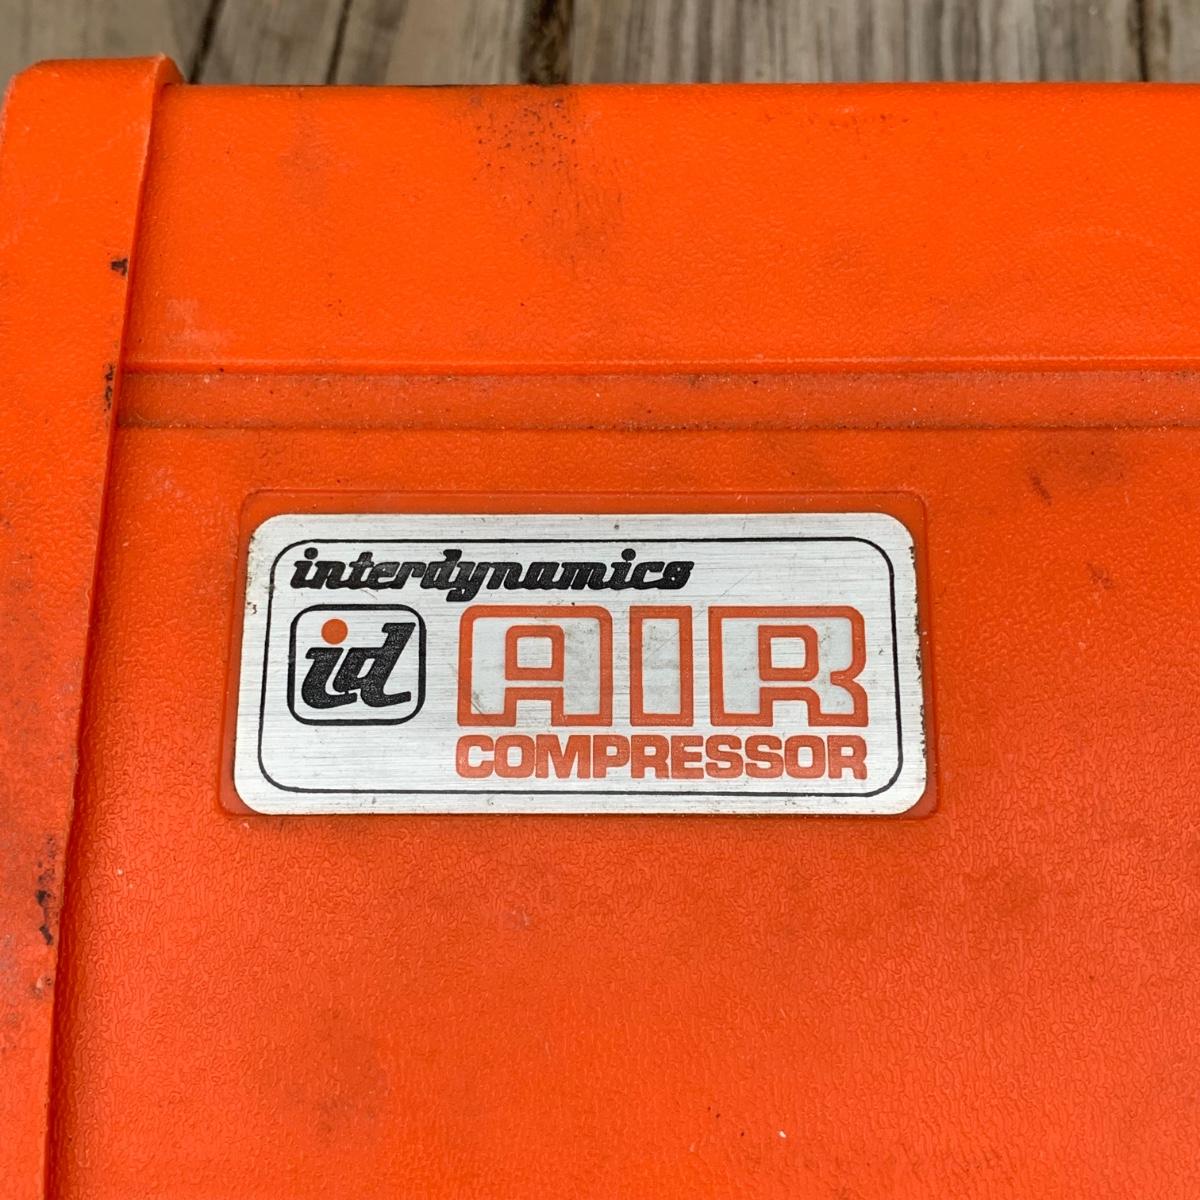 interdynamics
id AIR
COMPRESSOR